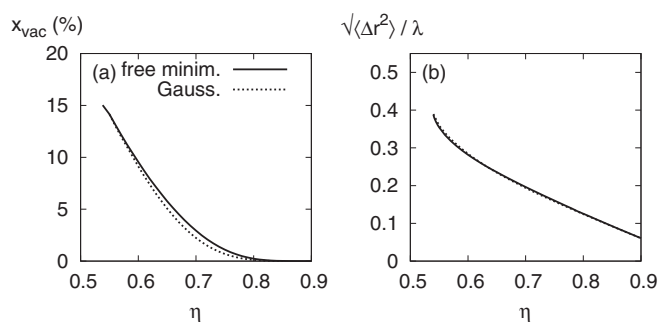 x_vac (%)
20
15
10
5
0
(a)
free minim.
Gauss.
0.5 0.6 0.7 0.8 0.9
η
√⟨Δr²⟩ / λ
0.5
0.4
0.3
0.2
0.1
0
(b)
0.5 0.6 0.7 0.8 0.9
η